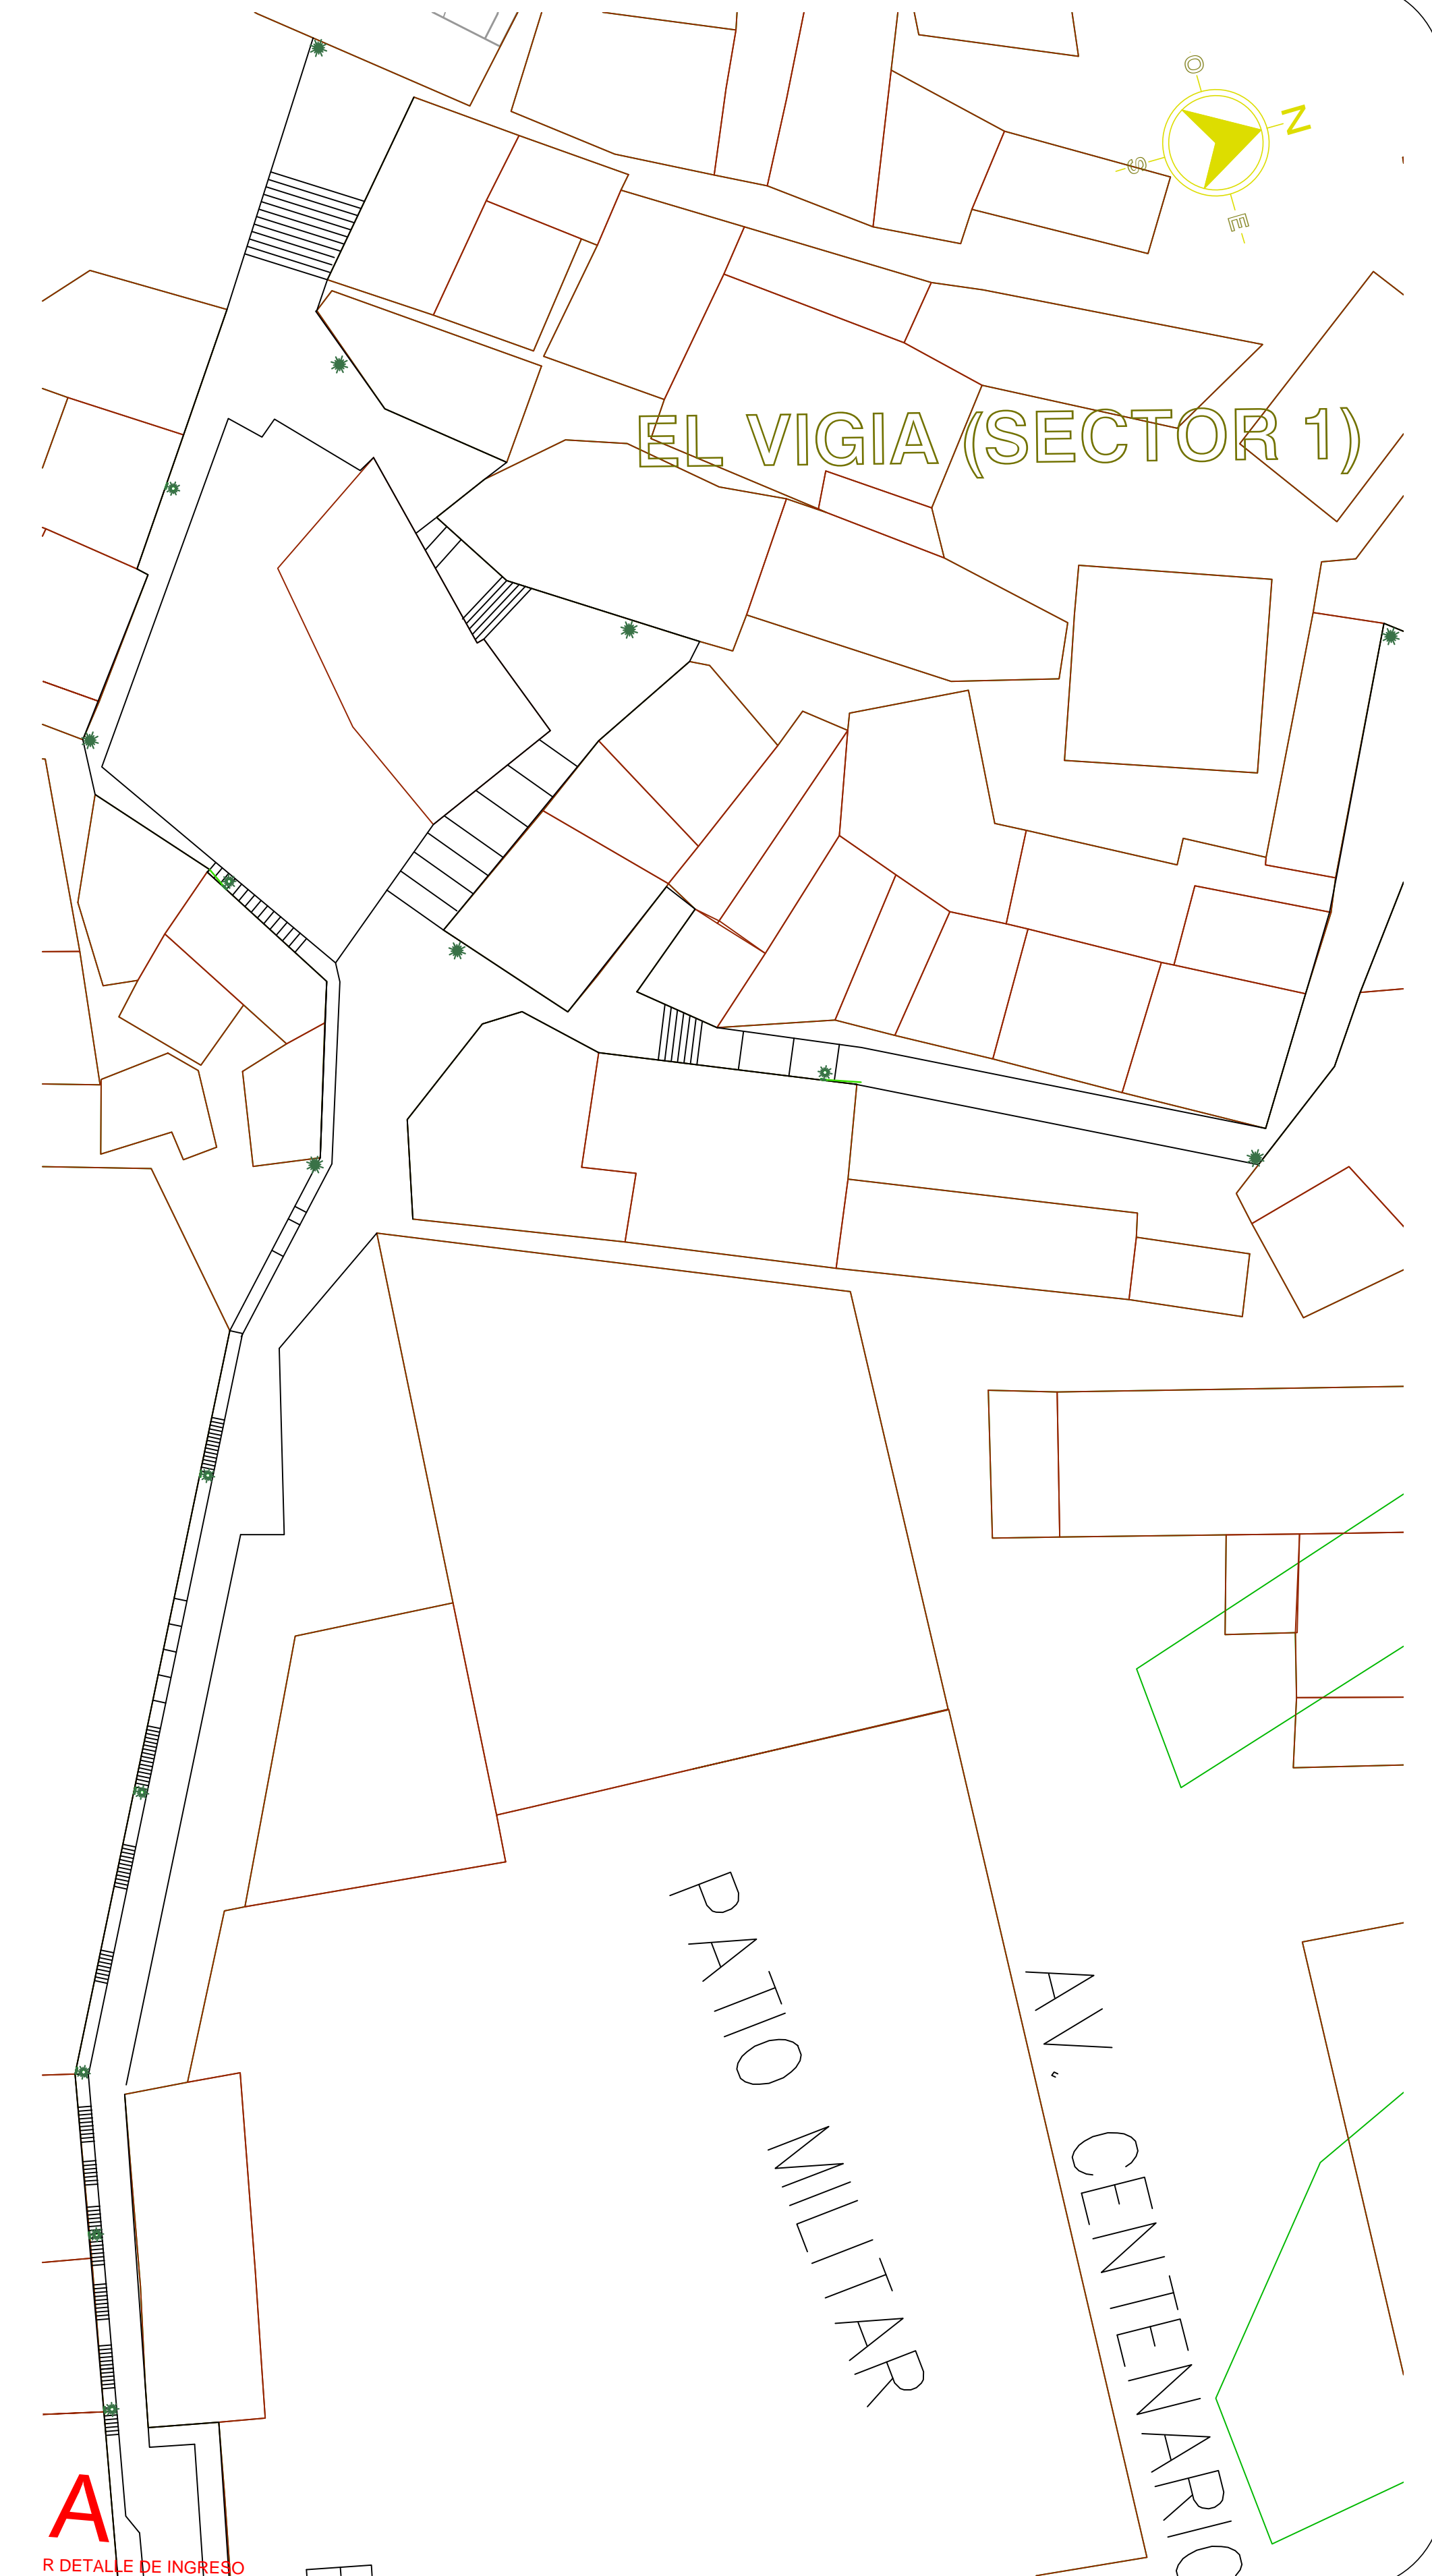 O
N
S
E
EL VIGIA (SECTOR 1)
PATIO MILITAR
AV. CENTENARIO
A
R DETALLE DE INGRESO